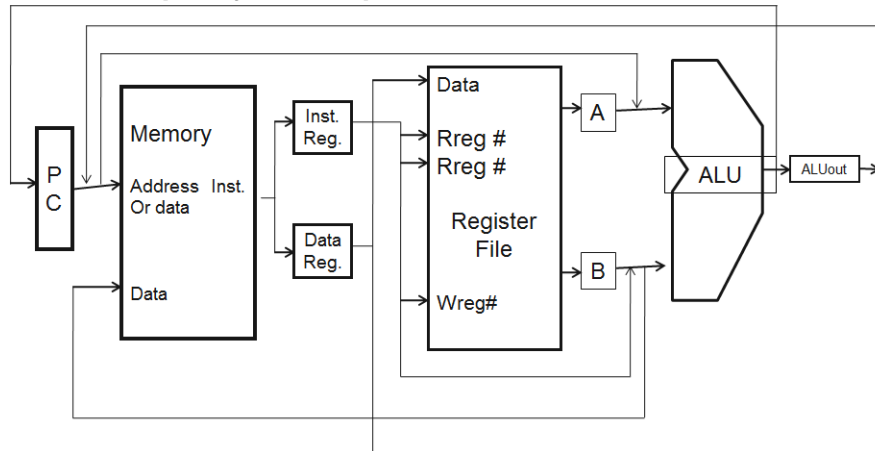 P
C
Memory
Address Inst.
Or data
Data
Inst.
Reg.
Data
Reg.
Data
Rreg #
Rreg #
Register
File
Wreg#
A
B
ALU
ALUout